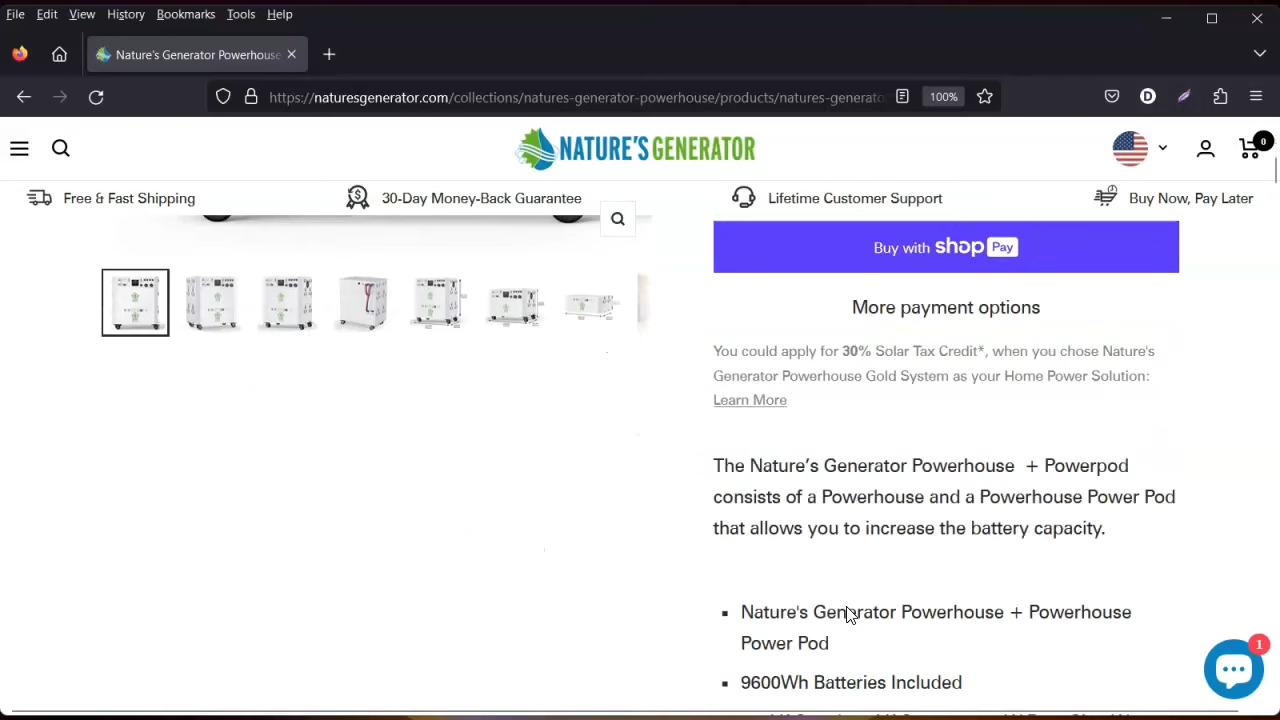 File Edit View History Bookmarks Tools Help
Nature's Generator Powerhouse
https://naturesgenerator.com/collections/natures-generator-powerhouse/products/natures-generato
100%
NATURE'S GENERATOR
0
Free & Fast Shipping
30-Day Money-Back Guarantee
Lifetime Customer Support
Buy Now, Pay Later
Buy with shop Pay
More payment options
You could apply for 30% Solar Tax Credit*, when you chose Nature's
Generator Powerhouse Gold System as your Home Power Solution:
Learn More
The Nature's Generator Powerhouse + Powerpod
consists of a Powerhouse and a Powerhouse Power Pod
that allows you to increase the battery capacity.
Nature's Generator Powerhouse + Powerhouse
Power Pod
9600Wh Batteries Included
1